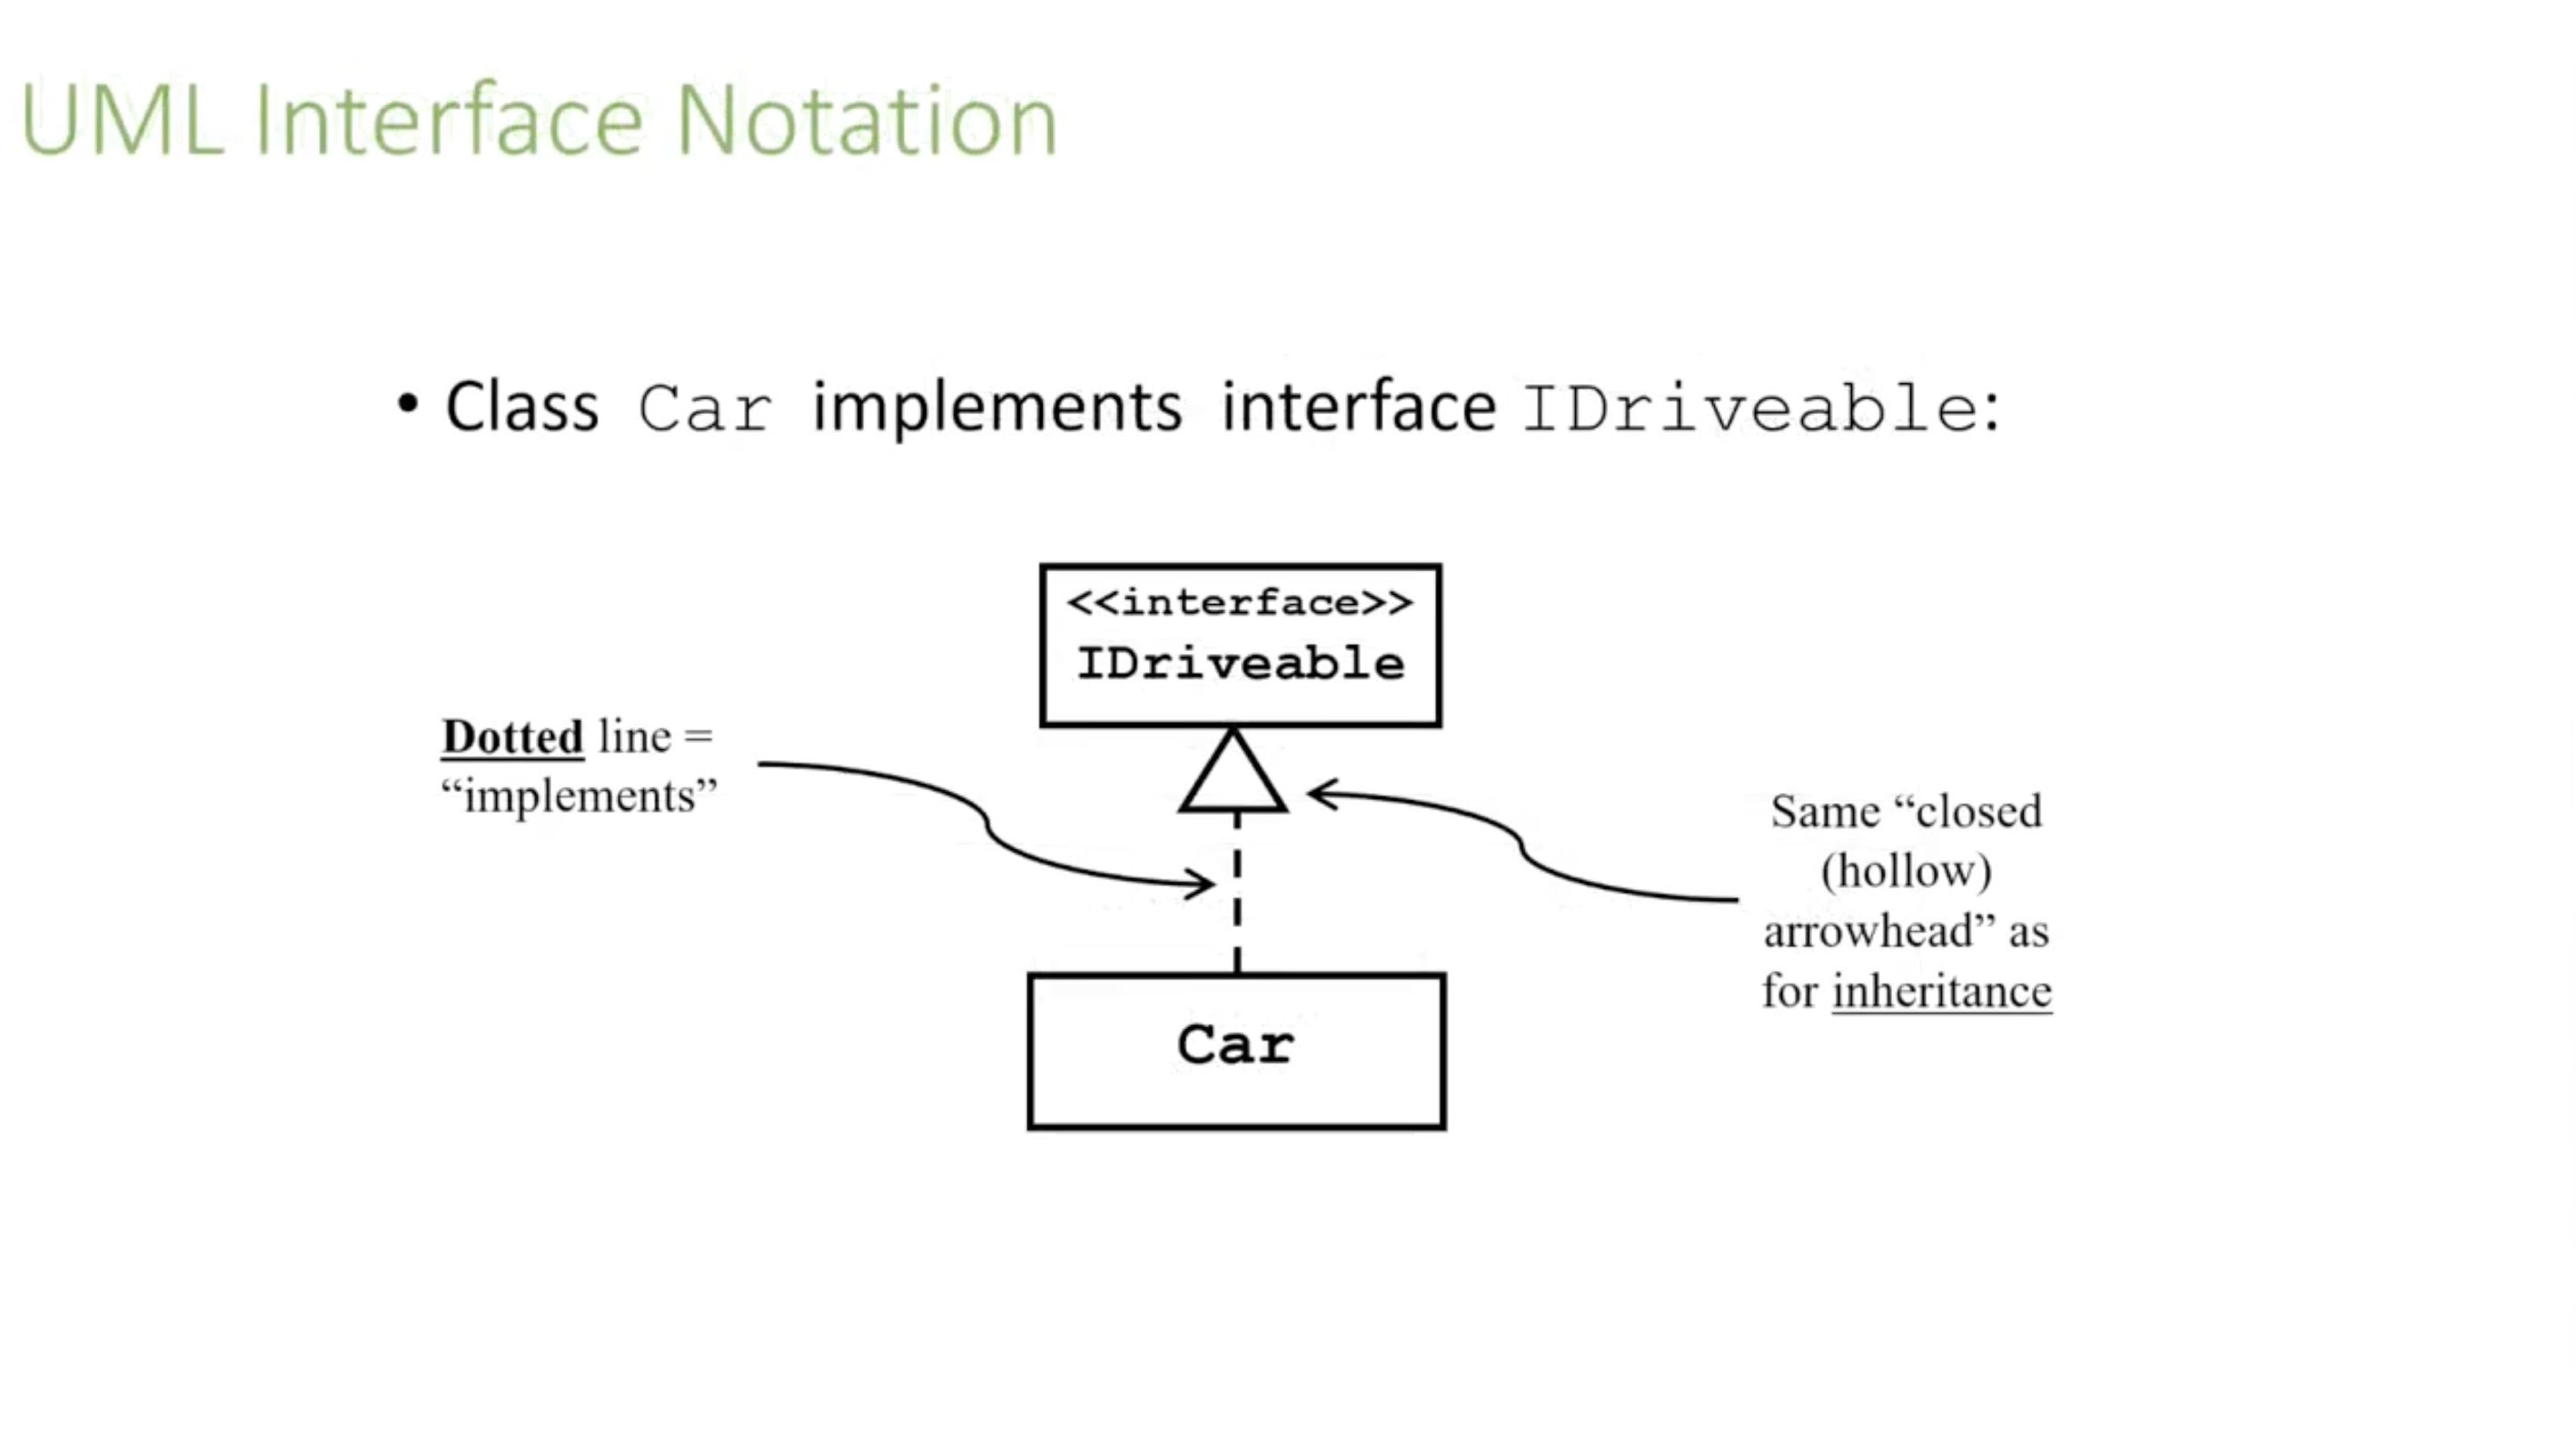 UML Interface Notation
• Class Car implements interface IDriveable:
<<interface>>
IDriveable
Dotted line =
“implements”
Same “closed
(hollow)
arrowhead” as
for inheritance
Car